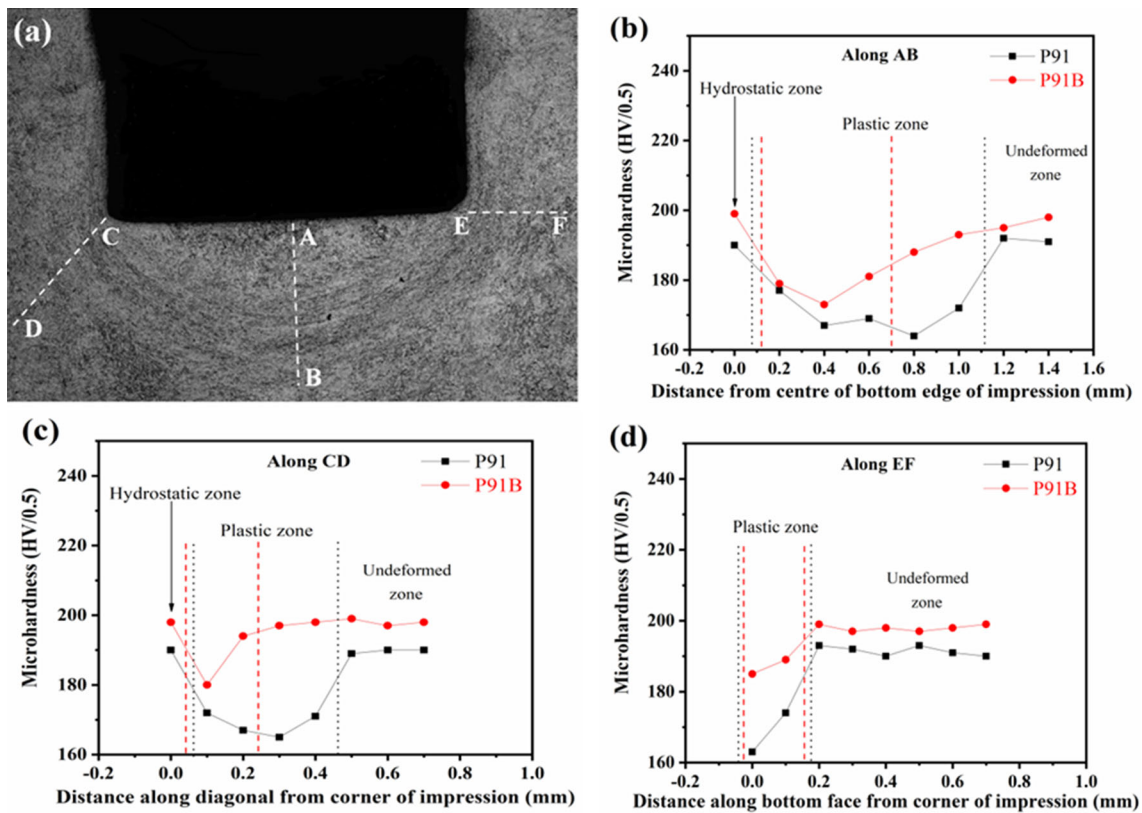 (a)
C
A
E
F
D
B
(b)
Along AB
P91
P91B
Hydrostatic zone
Plastic zone
Undeformed
zone
Microhardness (HV/0.5)
240
220
200
180
160
-0.2 0.0 0.2 0.4 0.6 0.8 1.0 1.2 1.4 1.6
Distance from centre of bottom edge of impression (mm)
(c)
Along CD
P91
P91B
Hydrostatic zone
Plastic zone
Undeformed
zone
Microhardness (HV/0.5)
240
220
200
180
160
-0.2 0.0 0.2 0.4 0.6 0.8 1.0
Distance along diagonal from corner of impression (mm)
(d)
Along EF
P91
P91B
Plastic zone
Undeformed
zone
Microhardness (HV/0.5)
240
220
200
180
160
-0.2 0.0 0.2 0.4 0.6 0.8 1.0
Distance along bottom face from corner of impression (mm)